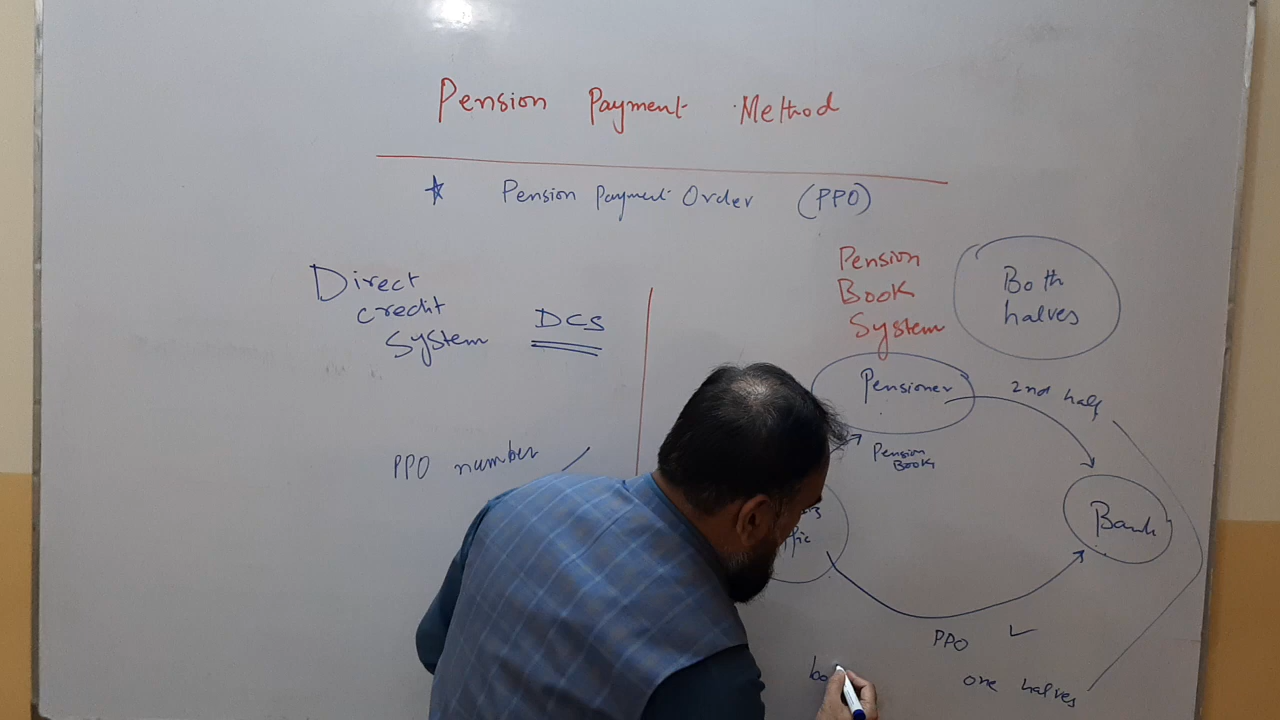 Pension Payment Method
★ Pension Payment Order (PPO)
Direct
credit
System
DCS
PPO number
Pension
Book
System
Both
halves
Pensioner
2nd half
Pension
Book
Bank
PPO ✓
one halves